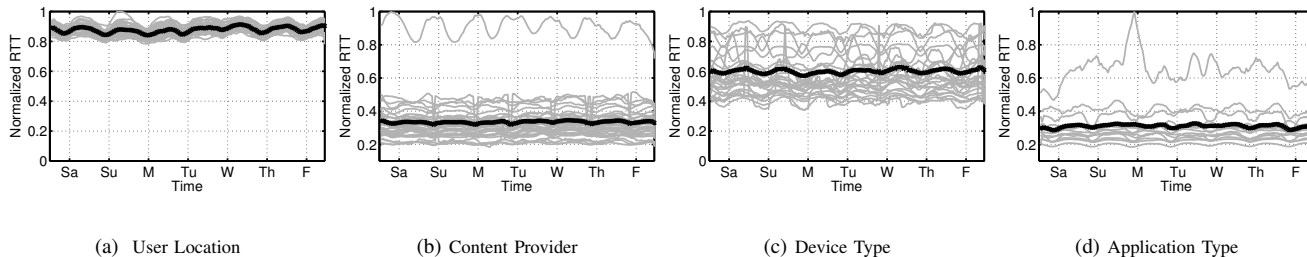 Normalized RTT
1
0.8
0.6
0.4
0.2
0
Sa Su M Tu W Th F
Time
(a) User Location
Normalized RTT
1
0.8
0.6
0.4
0.2
Sa Su M Tu W Th F
Time
(b) Content Provider
Normalized RTT
1
0.8
0.6
0.4
0.2
0
Sa Su M Tu W Th F
Time
(c) Device Type
Normalized RTT
1
0.8
0.6
0.4
0.2
Sa Su M Tu W Th F
Time
(d) Application Type